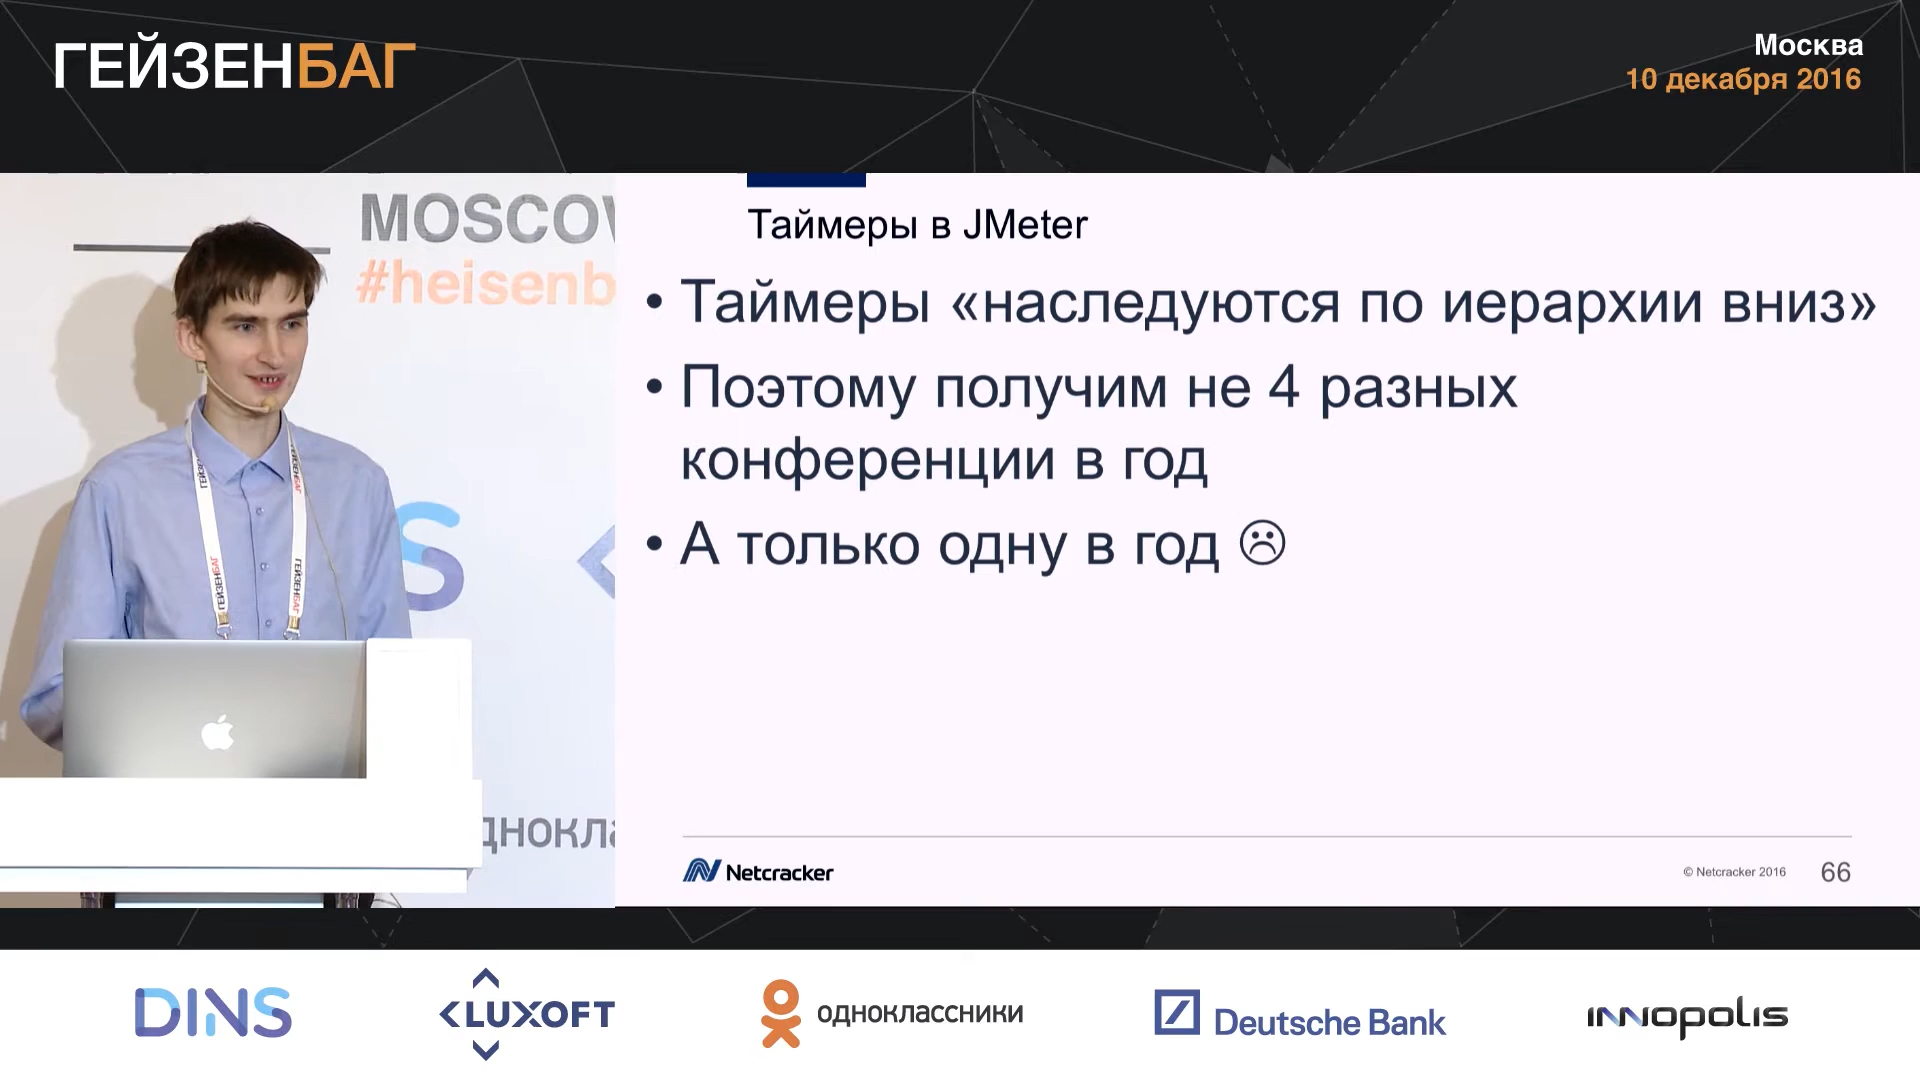 ГЕЙЗЕНБАГ
Москва
10 декабря 2016
MOSCOW
#heisenb
S
днокла
Таймеры в JMeter
• Таймеры «наследуются по иерархии вниз»
• Поэтому получим не 4 разных
конференции в год
• А только одну в год ☹
Netcracker
© Netcracker 2016
66
DINS
LUXOFT
одноклассники
Deutsche Bank
INNOPOLIS